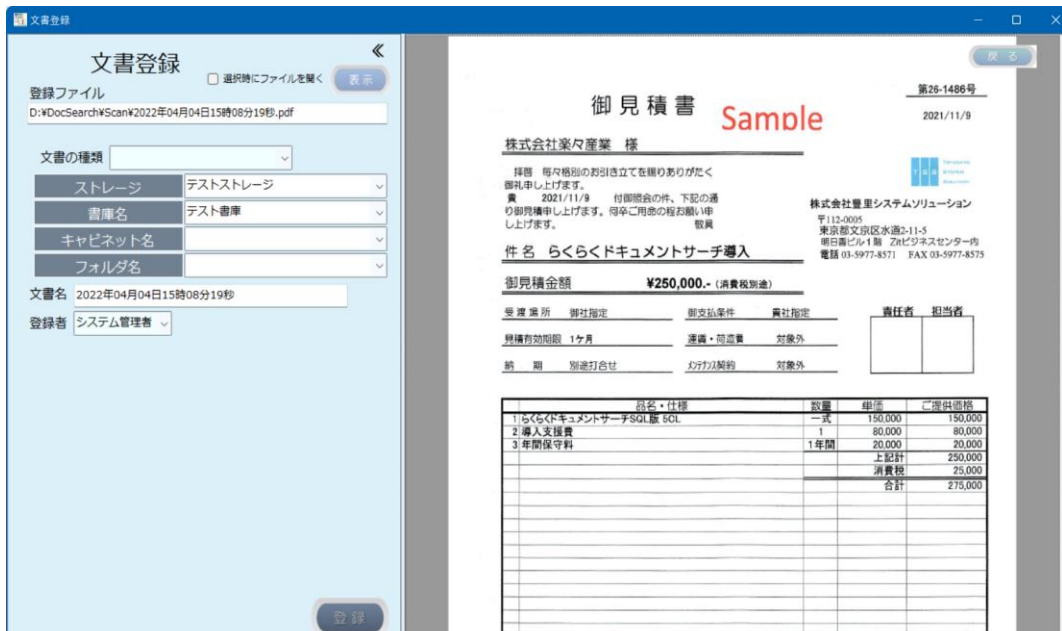 文書登録
文書登録
≪
選択時にファイルを開く
表示
登録ファイル
D:¥DocSearch¥Scan¥2022年04月04日15時08分19秒.pdf
文書の種類
ストレージ テストストレージ
書庫名 テスト書庫
キャビネット名
フォルダ名
文書名 2022年04月04日15時08分19秒
登録者 システム管理者
登録
戻る
第26-1486号
御見積書
Sample
2021/11/9
株式会社楽々産業 様
拝啓 毎々格別のお引き立てを賜りありがたく
御礼申し上げます。
貴 2021/11/9 付御照会の件、下記の通
り御見積申し上げます。何卒ご用命の程お願い申
し上げます。 敬具
株式会社豊里システムソリューション
〒112-0005
東京都文京区水道2-11-5
明日香ビル1階 Zitビジネスセンター内
電話 03-5977-8571 FAX 03-5977-8575
件名 らくらくドキュメントサーチ導入
御見積金額 ¥250,000.- (消費税別途)
受渡場所 御社指定 御支払条件 貴社指定
見積有効期限 1ケ月 運賃・荷造費 対象外
納期 別途打合せ メンテナンス契約 対象外
責任者 担当者
品名・仕様 数量 単価 ご提供価格
1 らくらくドキュメントサーチSQL版 5CL 一式 150,000 150,000
2 導入支援費 1 80,000 80,000
3 年間保守料 1年間 20,000 20,000
上記計 250,000
消費税 25,000
合計 275,000